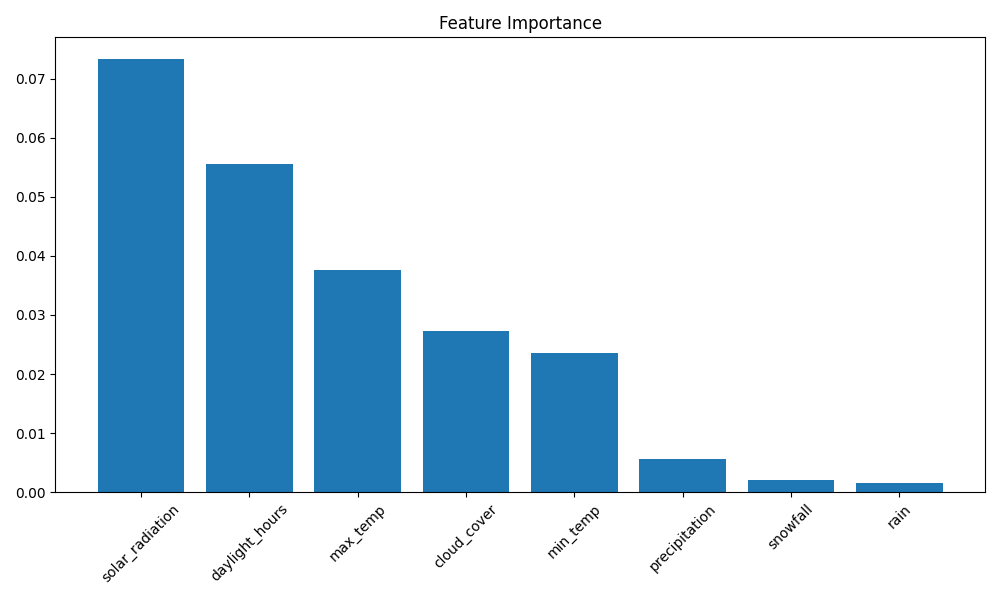 Feature Importance
0.07
0.06
0.05
0.04
0.03
0.02
0.01
0.00
solar_radiation
daylight_hours
max_temp
cloud_cover
min_temp
precipitation
snowfall
rain